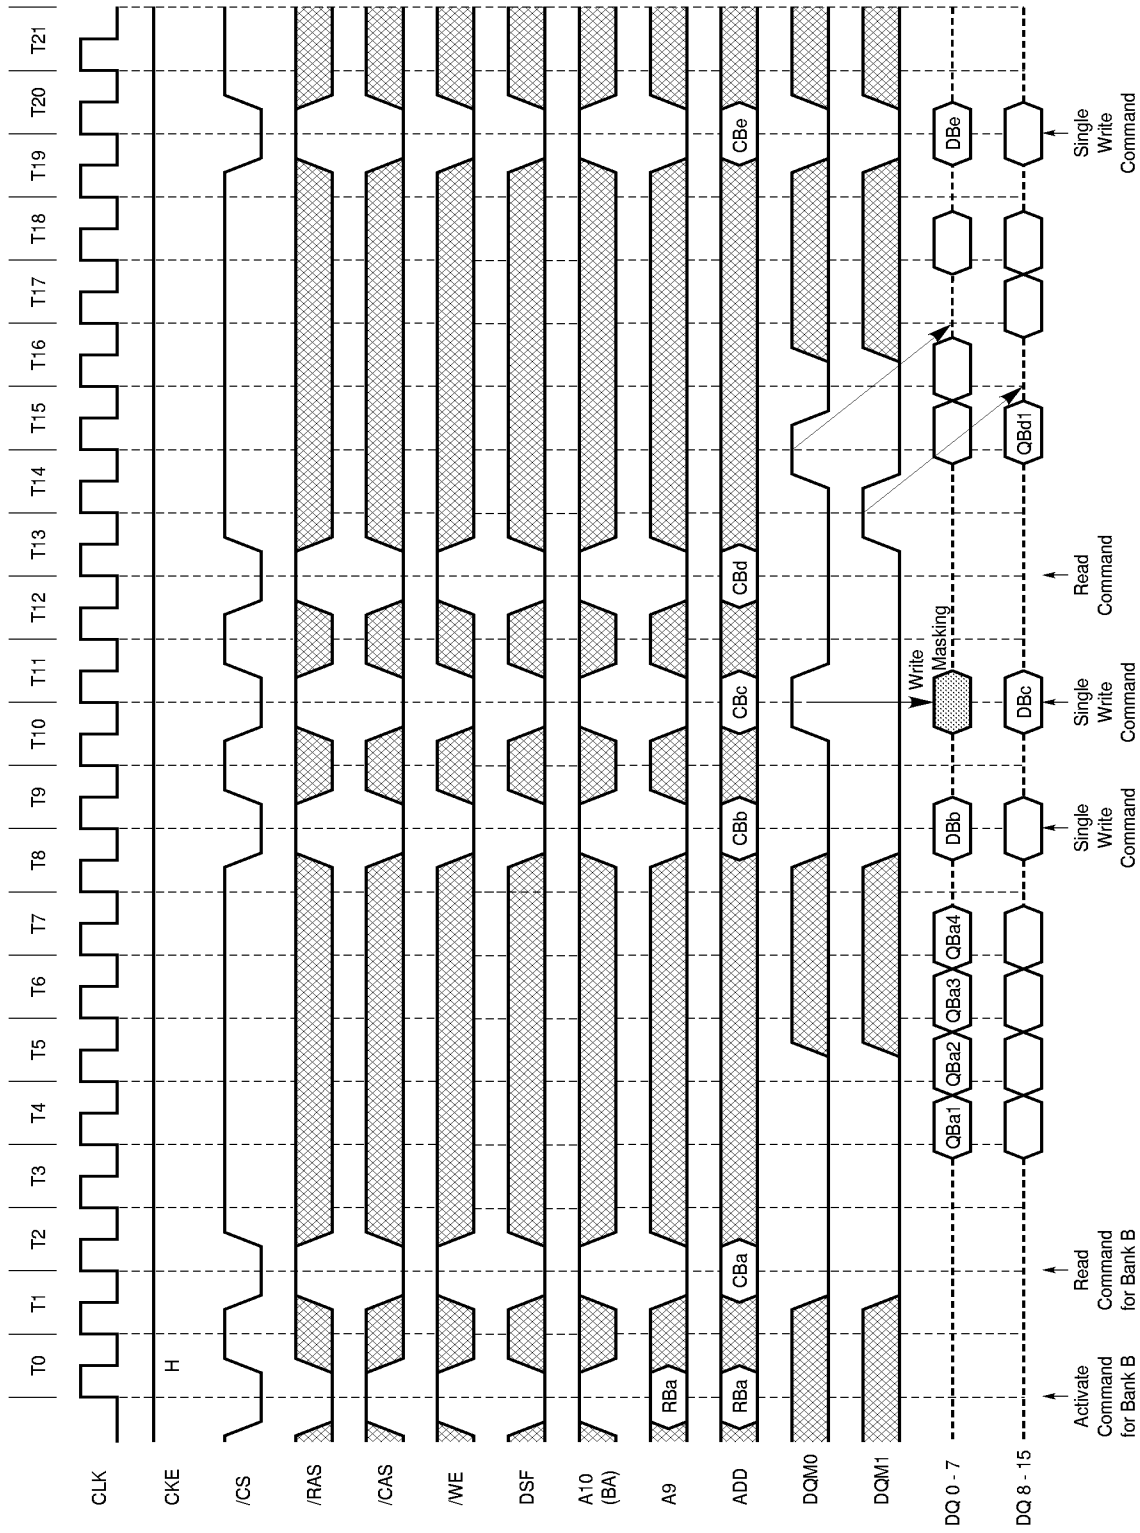 T0 T1 T2 T3 T4 T5 T6 T7 T8 T9 T10 T11 T12 T13 T14 T15 T16 T17 T18 T19 T20 T21
CLK
CKE H
/CS
/RAS
/CAS
/WE
DSF
A10
(BA)
A9 RBa
ADD RBa CBa CBb CBc CBd CBe
DQM0
DQM1
Write
Masking
DQ 0 - 7 QBa1 QBa2 QBa3 QBa4 DBb DBe
DQ 8 - 15 DBc QBd1
Activate
Command
for Bank B
Read
Command
for Bank B
Single
Write
Command
Single
Write
Command
Read
Command
Single
Write
Command